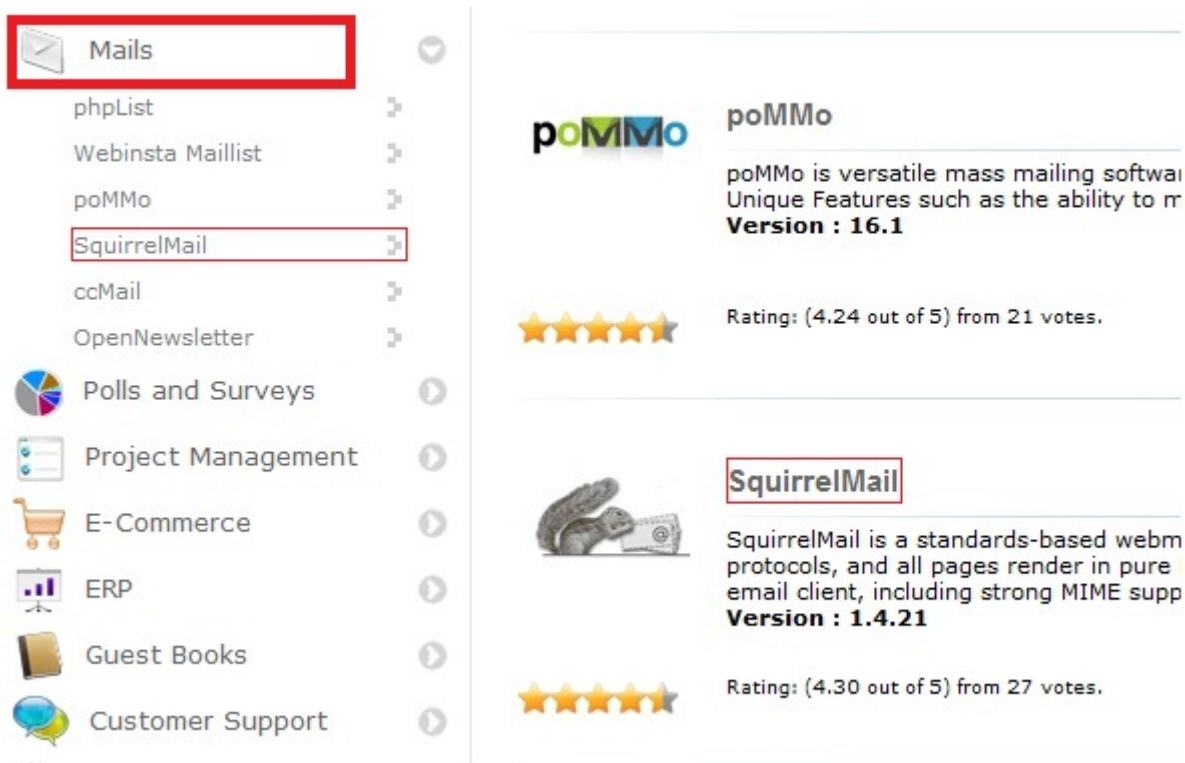 Mails
phpList
Webinsta Maillist
poMMo
SquirrelMail
ccMail
OpenNewsletter
Polls and Surveys
Project Management
E-Commerce
ERP
Guest Books
Customer Support
poMMo
poMMo
poMMo is versatile mass mailing softwar
Unique Features such as the ability to m
Version : 16.1
Rating: (4.24 out of 5) from 21 votes.
SquirrelMail
@
SquirrelMail is a standards-based webm
protocols, and all pages render in pure
email client, including strong MIME supp
Version : 1.4.21
Rating: (4.30 out of 5) from 27 votes.